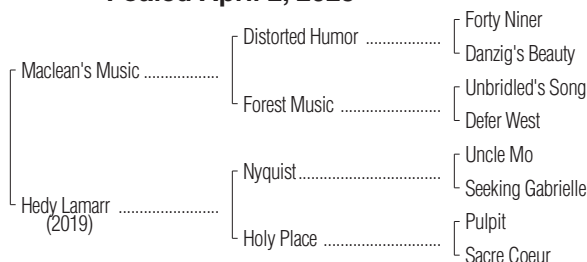 Foaled April 2,
Forty Niner
Distorted Humor ..................
Danzig's Beauty
Maclean's Music ..................
Unbridled's Song
Forest Music ........................
Defer West
Uncle Mo
Nyquist..................................
Seeking Gabrielle
Hedy Lamarr ........................
(2019)
Pulpit
Holy Place ............................
Sacre Coeur